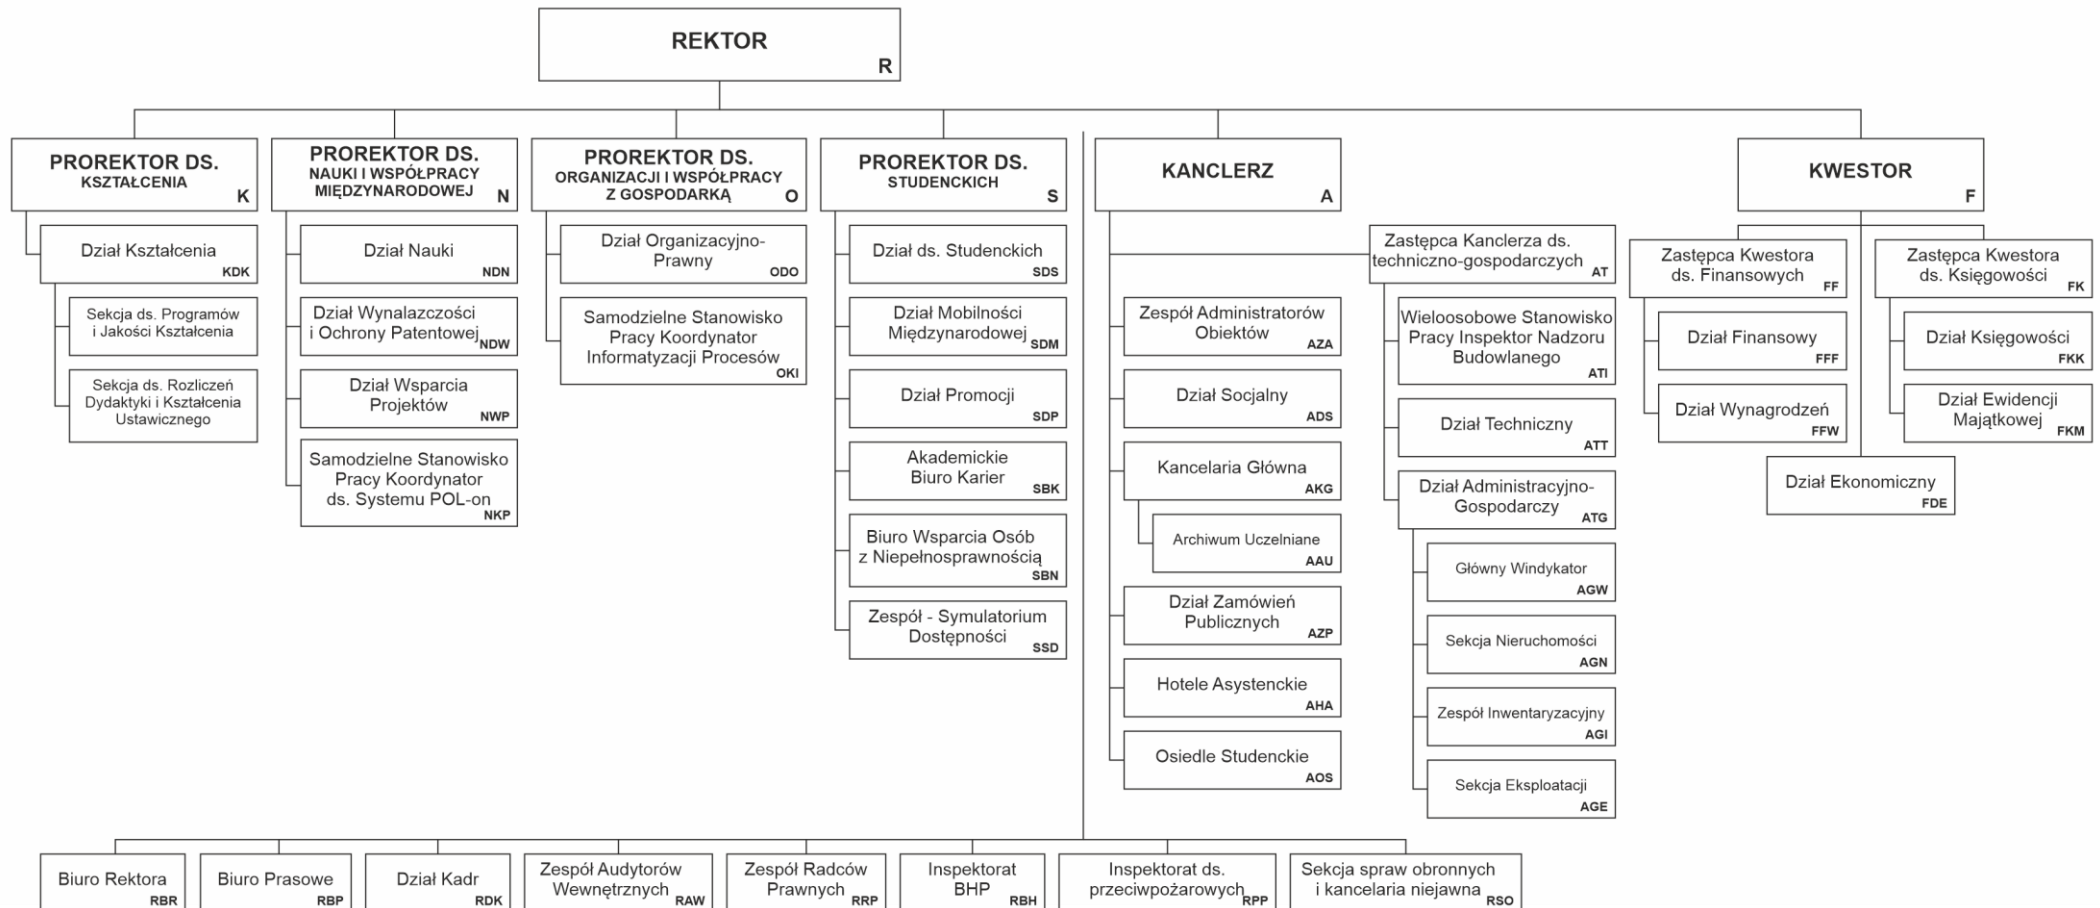 REKTOR
R
PROREKTOR DS.
KSZTAŁCENIA
K
Dział Kształcenia
KDK
Sekcja ds. Programów
i Jakości Kształcenia
Sekcja ds. Rozliczeń
Dydaktyki i Kształcenia
Ustawicznego
PROREKTOR DS.
NAUKI I WSPÓŁPRACY
MIĘDZYNARODOWEJ
N
Dział Nauki
NDN
Dział Wynalazczości
i Ochrony Patentowej
NDW
Dział Wsparcia
Projektów
NWP
Samodzielne Stanowisko
Pracy Koordynator
ds. Systemu POL-on
NKP
PROREKTOR DS.
ORGANIZACJI I WSPÓŁPRACY
Z GOSPODARKĄ
O
Dział Organizacyjno-
Prawny
ODO
Samodzielne Stanowisko
Pracy Koordynator
Informatyzacji Procesów
OKI
PROREKTOR DS.
STUDENCKICH
S
Dział ds. Studenckich
SDS
Dział Mobilności
Międzynarodowej
SDM
Dział Promocji
SDP
Akademickie
Biuro Karier
SBK
Biuro Wsparcia Osób
z Niepełnosprawnością
SBN
Zespół - Symulatorium
Dostępności
SSD
KANCLERZ
A
Zastępca Kanclerza ds.
techniczno-gospodarczych
AT
Zespół Administratorów
Obiektów
AZA
Dział Socjalny
ADS
Kancelaria Główna
AKG
Archiwum Uczelniane
AAU
Dział Zamówień
Publicznych
AZP
Hotele Asystenckie
AHA
Osiedle Studenckie
AOS
Wieloosobowe Stanowisko
Pracy Inspektor Nadzoru
Budowlanego
ATI
Dział Techniczny
ATT
Dział Administracyjno-
Gospodarczy
ATG
Główny Windykator
AGW
Sekcja Nieruchomości
AGN
Zespół Inwentaryzacyjny
AGI
Sekcja Eksploatacji
AGE
KWESTOR
F
Zastępca Kwestora
ds. Finansowych
FF
Dział Finansowy
FFF
Dział Wynagrodzeń
FFW
Zastępca Kwestora
ds. Księgowości
FK
Dział Księgowości
FKK
Dział Ewidencji
Majątkowej
FKM
Dział Ekonomiczny
FDE
Biuro Rektora
RBR
Biuro Prasowe
RBP
Dział Kadr
RDK
Zespół Audytorów
Wewnętrznych
RAW
Zespół Radców
Prawnych
RRP
Inspektorat
BHP
RBH
Inspektorat ds.
przeciwpożarowych
RPP
Sekcja spraw obronnych
i kancelaria niejawna
RSO